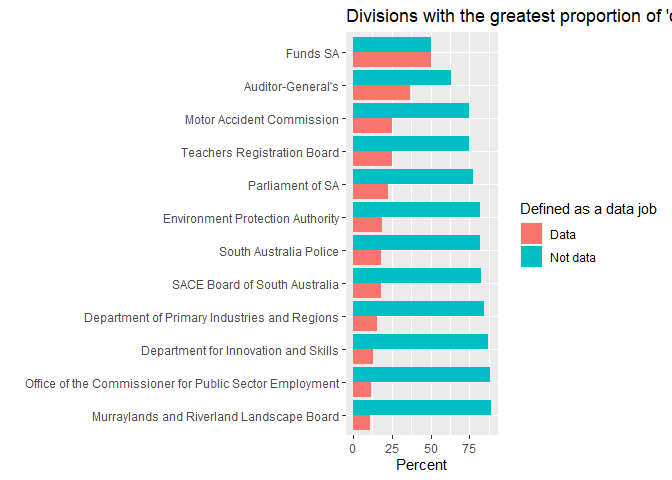 Divisions with the greatest proportion of '
Funds SA
Auditor-General's
Motor Accident Commission
Teachers Registration Board
Parliament of SA
Environment Protection Authority
South Australia Police
SACE Board of South Australia
Department of Primary Industries and Regions
Department for Innovation and Skills
Office of the Commissioner for Public Sector Employment
Murraylands and Riverland Landscape Board
0 25 50 75
Percent
Defined as a data job
Data
Not data